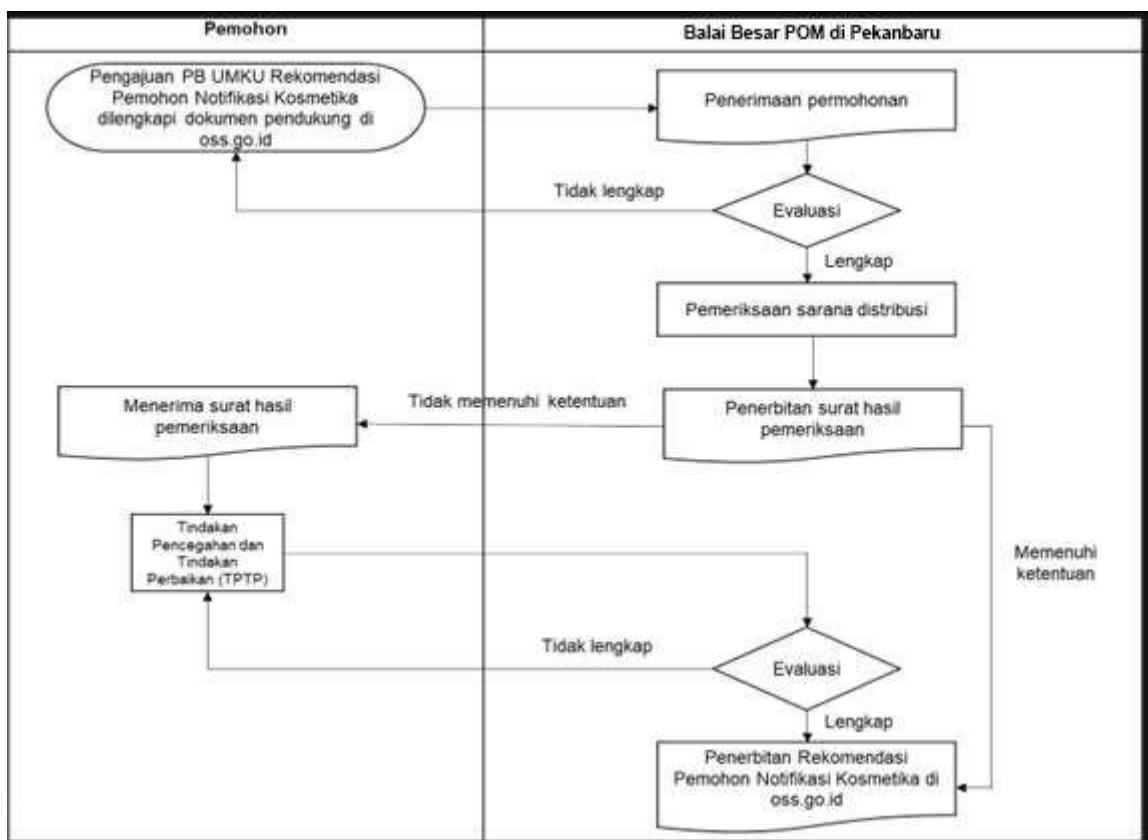 Pemohon
Balai Besar POM di Pekanbaru
Pengajuan PB UMKU Rekomendasi
Pemohon Notifikasi Kosmetika
dilengkapi dokumen pendukung di
oss.go.id
Penerimaan permohonan
Tidak lengkap
Evaluasi
Lengkap
Pemeriksaan sarana distribusi
Menerima surat hasil
pemeriksaan
Tidak memenuhi ketentuan
Penerbitan surat hasil
pemeriksaan
Tindakan
Pencegahan dan
Tindakan
Perbaikan (TPTP)
Memenuhi
ketentuan
Tidak lengkap
Evaluasi
Lengkap
Penerbitan Rekomendasi
Pemohon Notifikasi Kosmetika di
oss.go.id